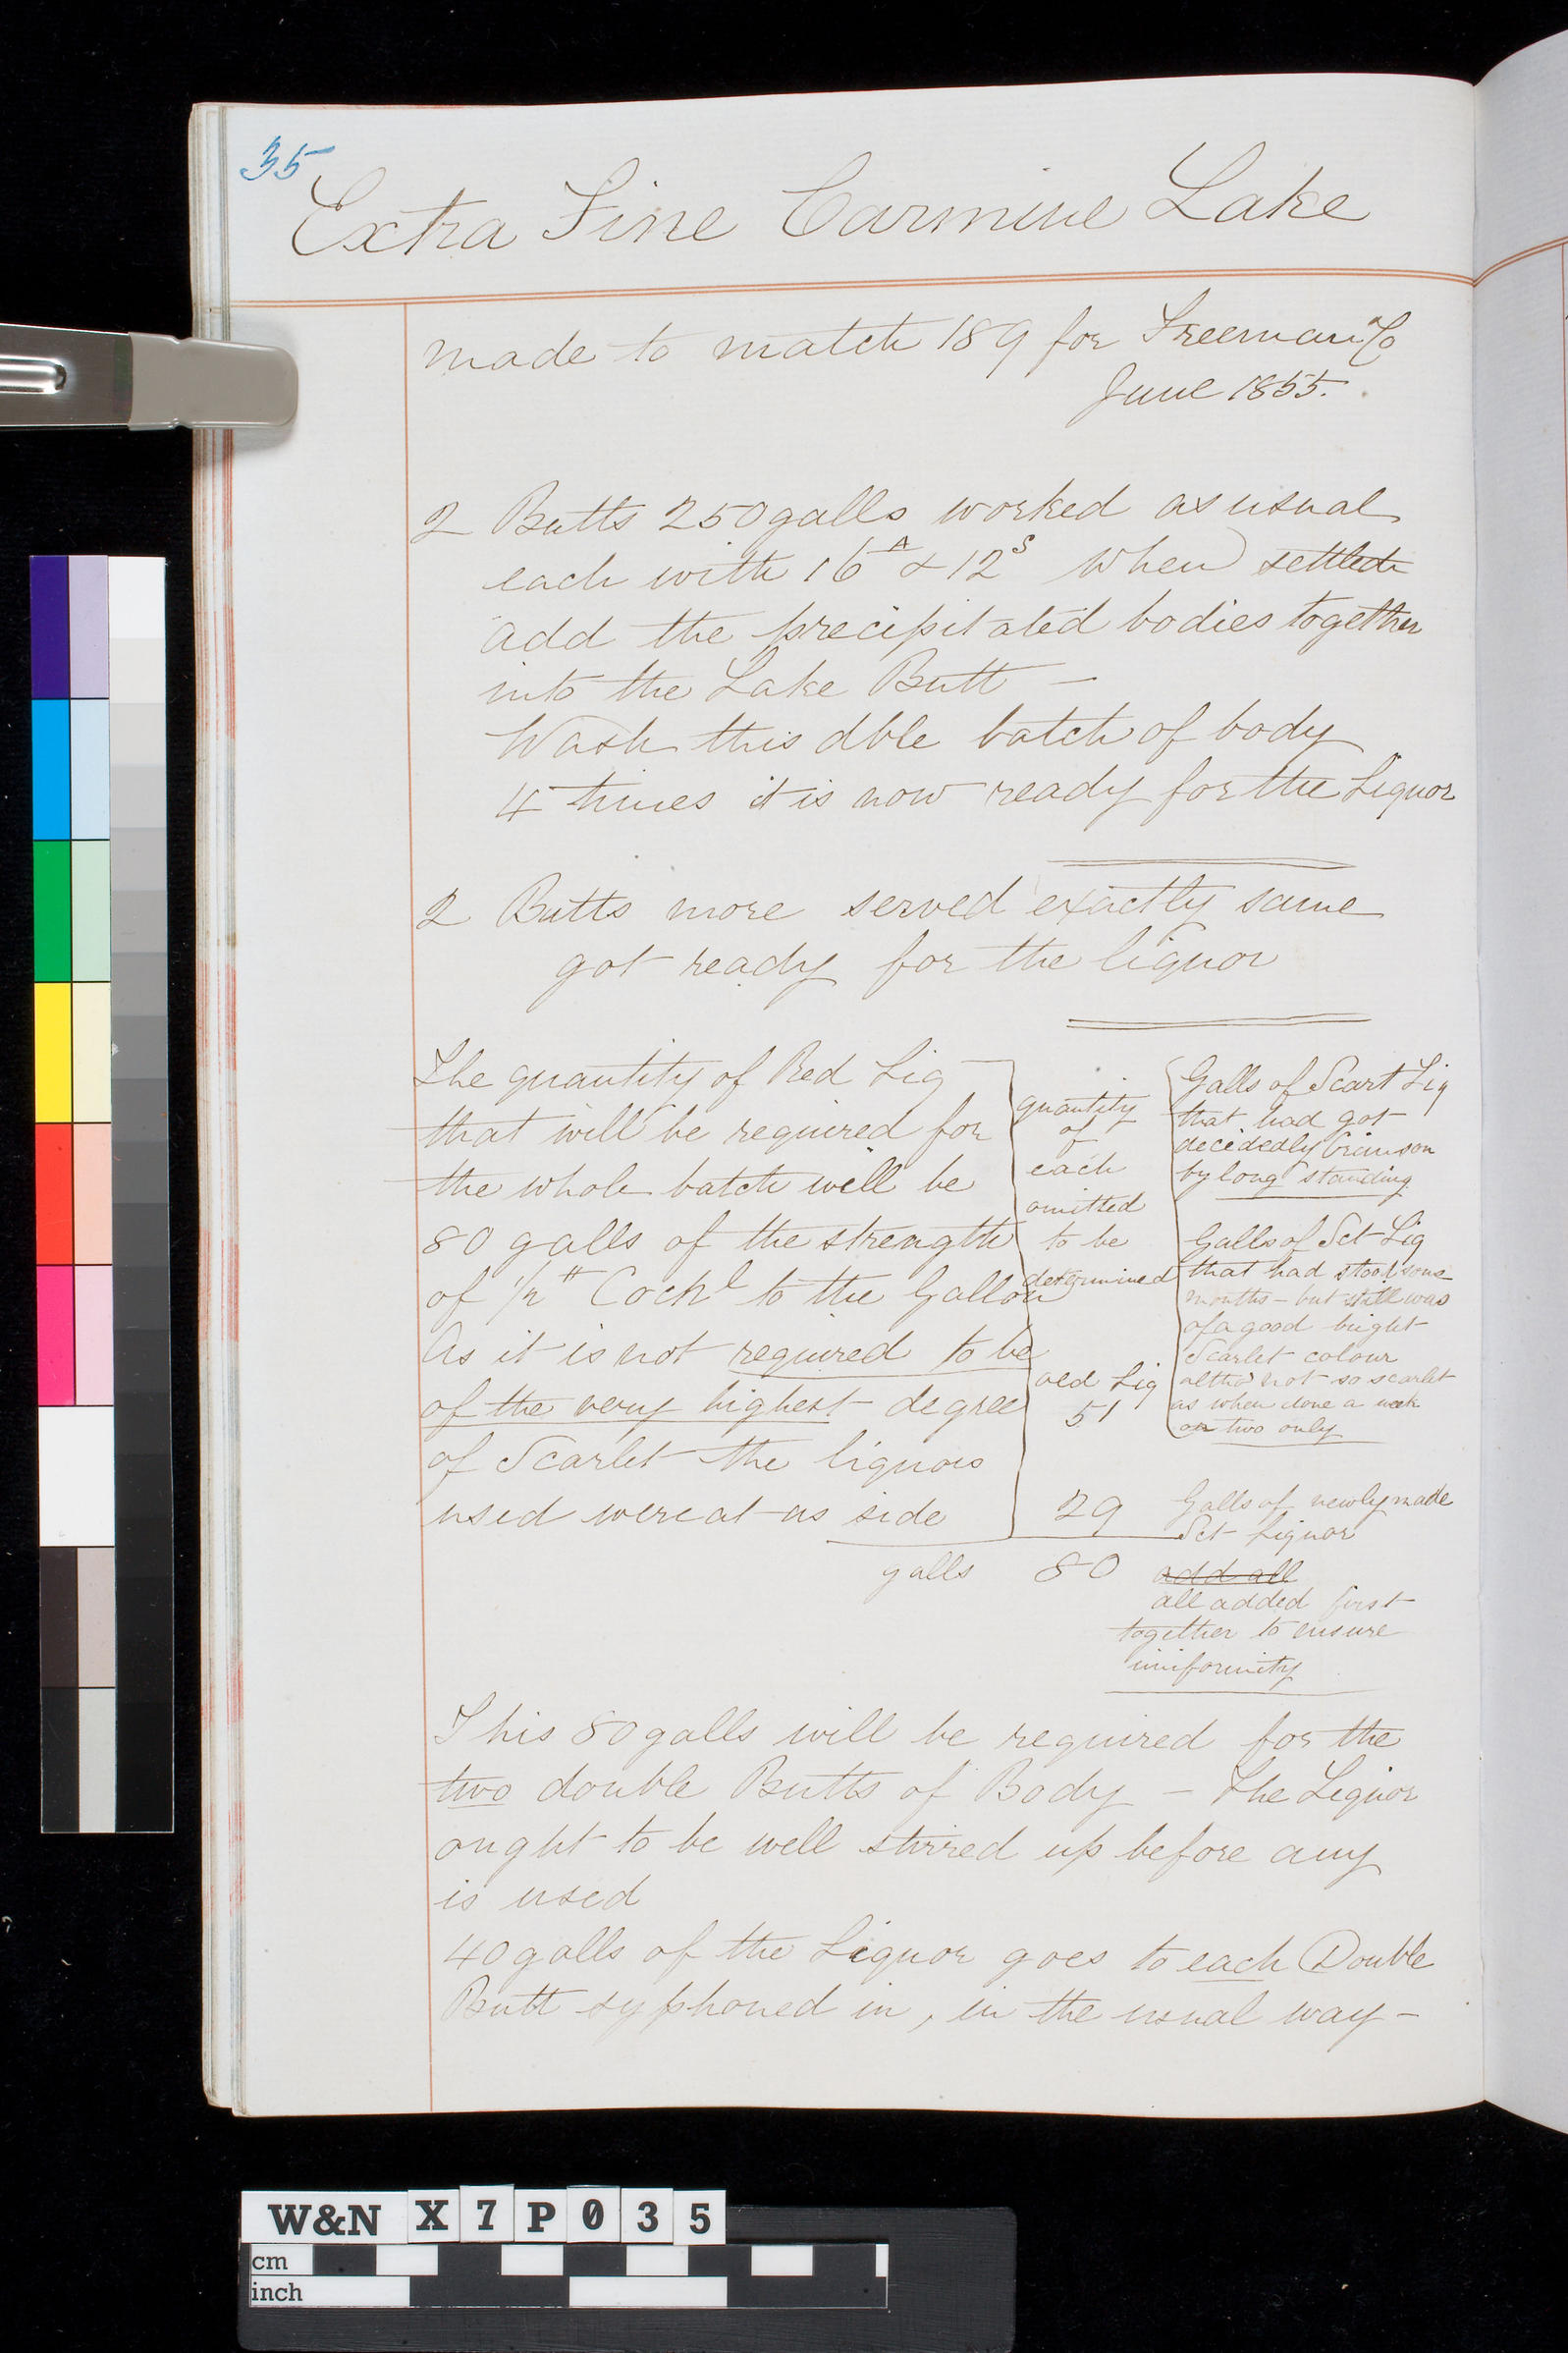 35
Extra Fine Carmine Lake
made to match 189 for Freeman & Co
June 1855.
2 Butts 250 galls worked as usual
each with 16 A & 12 S when settled
add the precipitated bodies together
into the Lake Butt —
Wash this dble batch of body
4 times it is now ready for the Liquor
2 Butts more served exactly same
got ready for the liquor
The quantity of Red Liq
that will be required for
the whole batch will be
80 galls of the strength
of 1/2 lb Cochl to the Gallon
As it is not required to be
of the very highest degree
of Scarlet the liquors
used were at as side
quantity
of
each
omitted
to be
determined
old Liq
51
29
galls 80
Galls of Scart Liq
that had got
decidedly Crimson
by long standing
Galls of Sct Liq
that had stood some
months - but still was
of a good bright
Scarlet colour
altho not so scarlet
as when done a week
or two only
Galls of newly made
Sct Liquor
add all
all added first
together to ensure
uniformity
This 80 galls will be required for the
two double Butts of Body - The Liquor
ought to be well stirred up before any
is used
40 galls of the Liquor goes to each Double
Butt syphoned in, in the usual way -
W&N X7P035
cm
inch